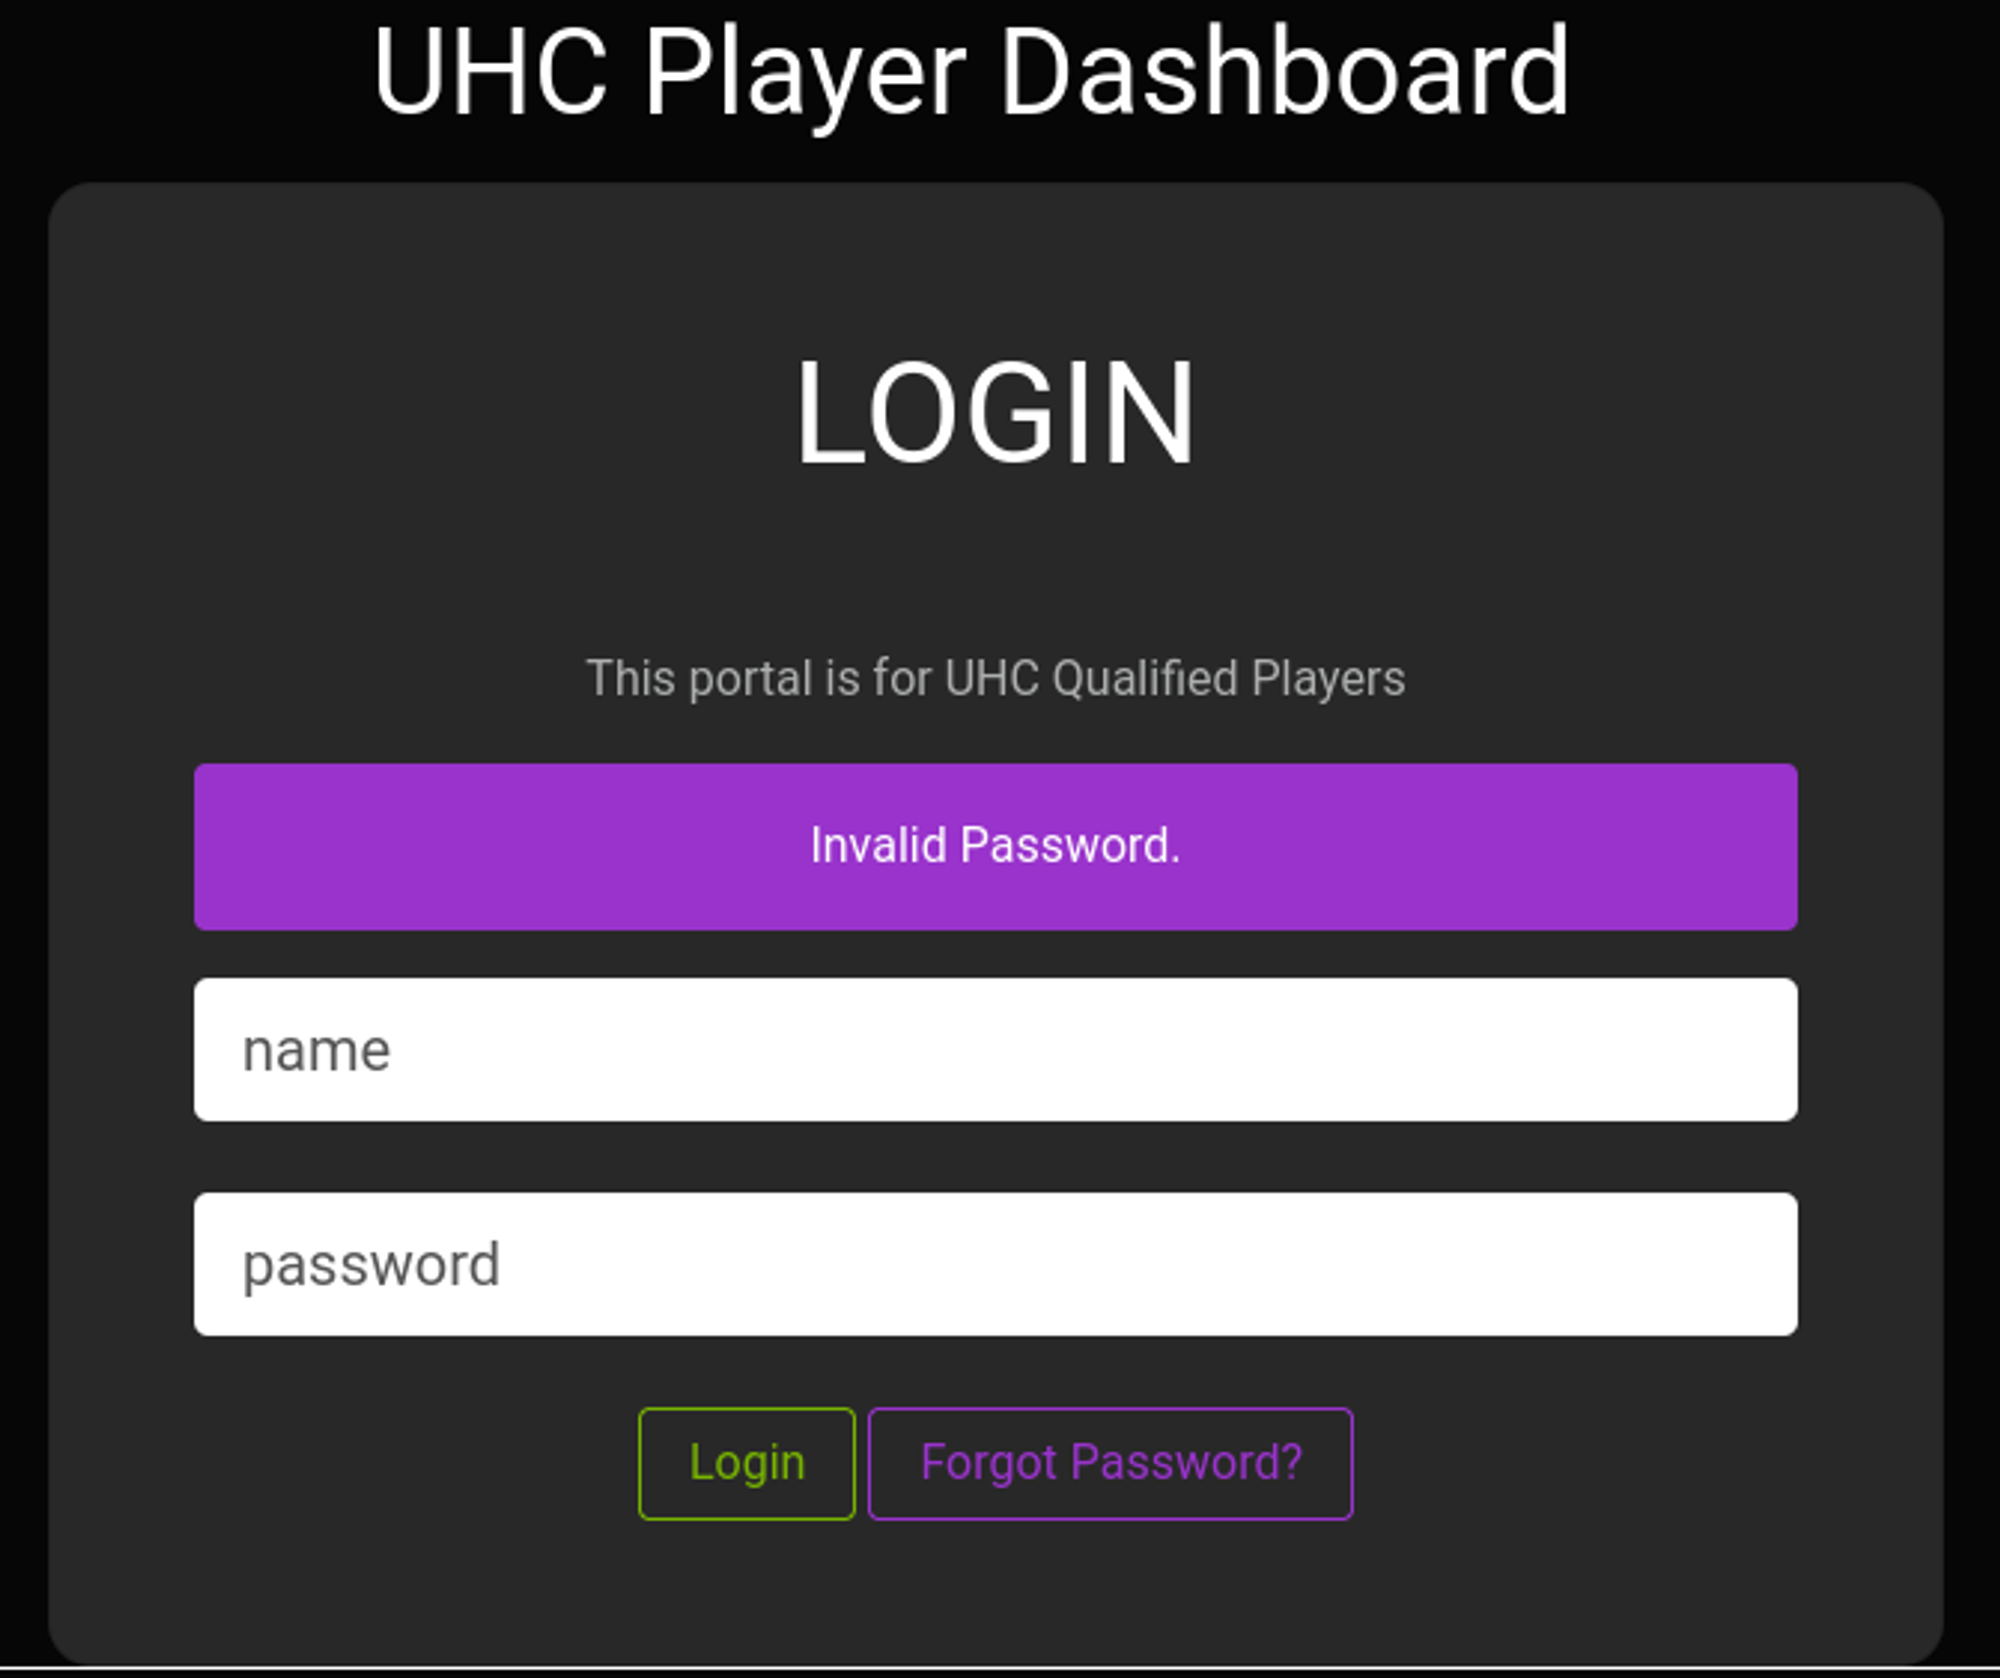 UHC Player Dashboard
LOGIN
This portal is for UHC Qualified Players
Invalid Password.
name
password
Login Forgot Password?